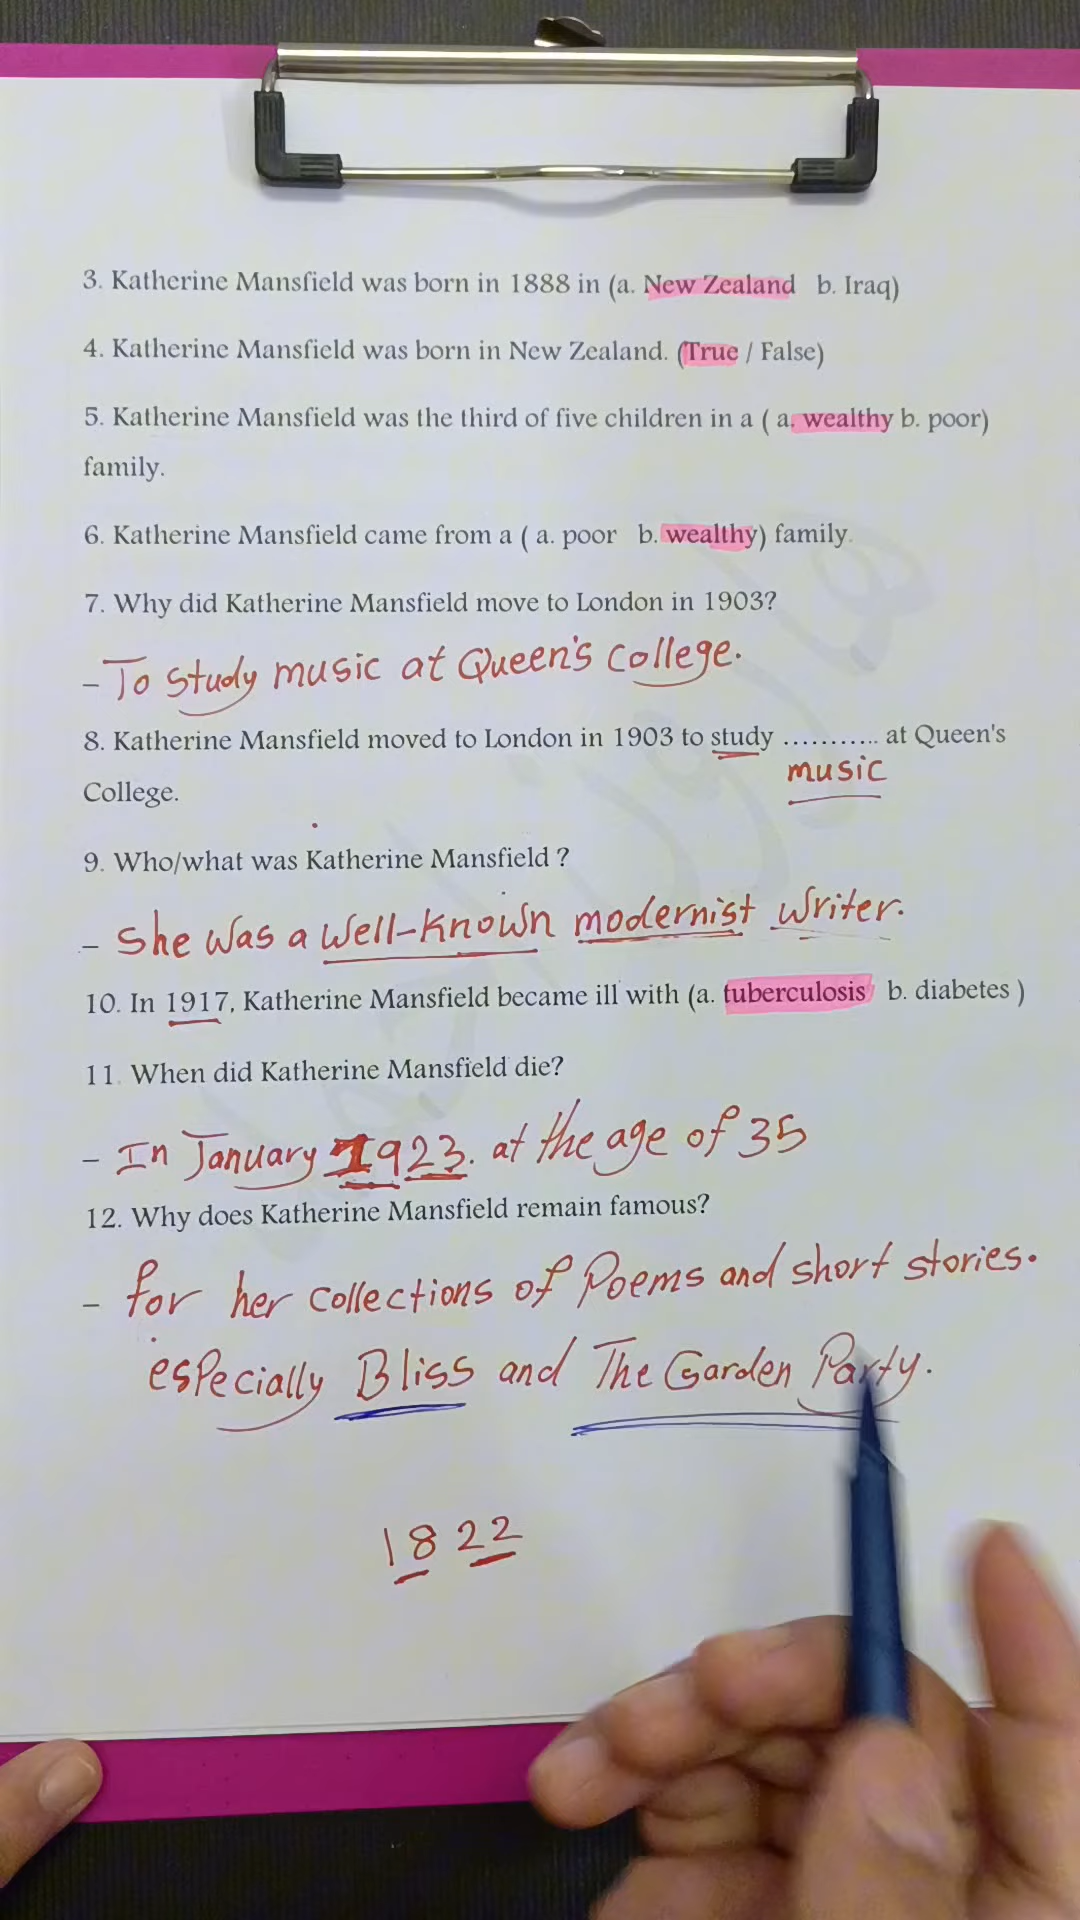 3. Katherine Mansfield was born in 1888 in (a. New Zealand b. Iraq)
4. Katherine Mansfield was born in New Zealand. (True / False)
5. Katherine Mansfield was the third of five children in a ( a. wealthy b. poor)
family.
6. Katherine Mansfield came from a ( a. poor b. wealthy) family.
7. Why did Katherine Mansfield move to London in 1903?
- To study music at Queen's college.
8. Katherine Mansfield moved to London in 1903 to study ……….. at Queen's
music
College.
9. Who/what was Katherine Mansfield ?
- She was a well-known modernist writer.
10. In 1917, Katherine Mansfield became ill with (a. tuberculosis b. diabetes )
11. When did Katherine Mansfield die?
- In January 1923. at the age of 35
12. Why does Katherine Mansfield remain famous?
- for her collections of Poems and short stories.
especially Bliss and The Garden Party.
1822